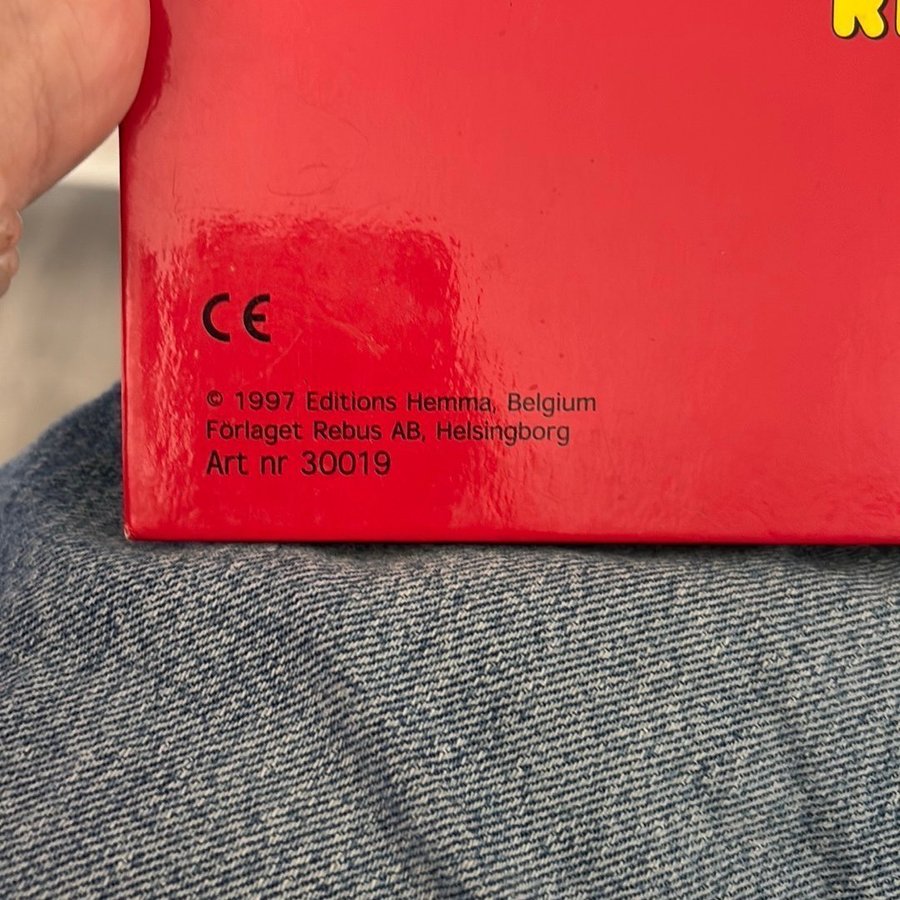 CE
© 1997 Editions Hemma, Belgium
Förlaget Rebus AB, Helsingborg
Art nr 30019